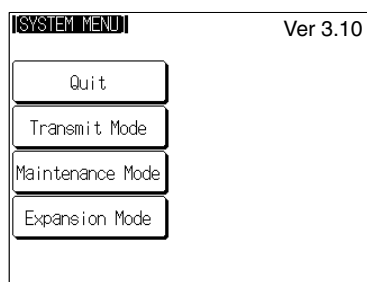 [SYSTEM MENU]
Ver 3.10
Quit
Transmit Mode
Maintenance Mode
Expansion Mode